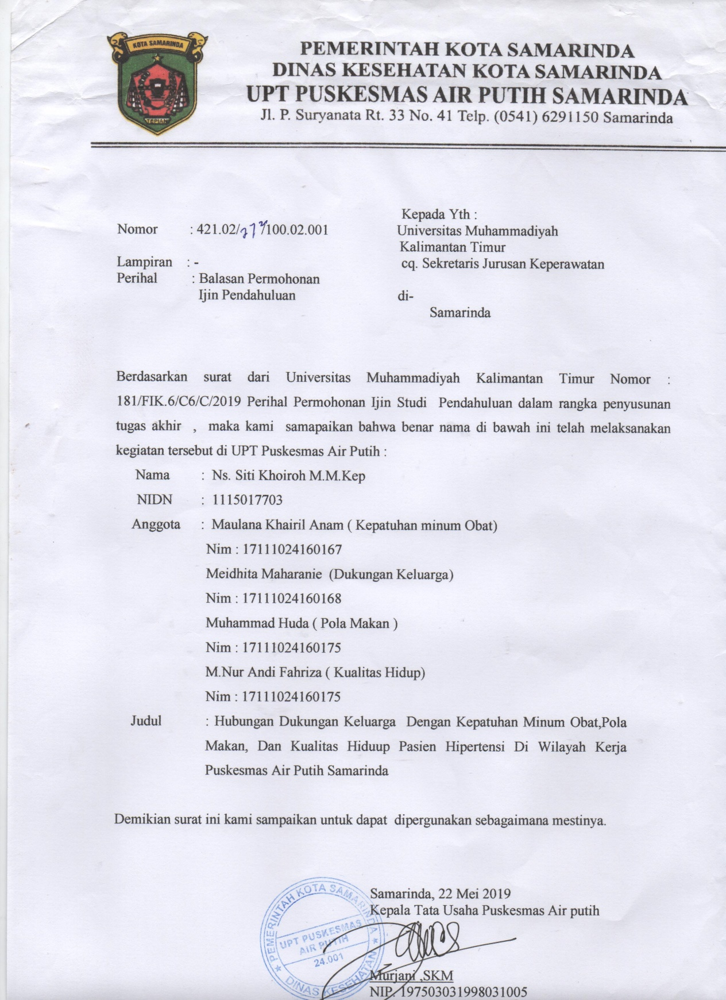 KOTA SAMARINDA
TEPIAN
PEMERINTAH KOTA SAMARINDA
DINAS KESEHATAN KOTA SAMARINDA
UPT PUSKESMAS AIR PUTIH SAMARINDA
Jl. P. Suryanata Rt. 33 No. 41 Telp. (0541) 6291150 Samarinda
Nomor : 421.02/ /100.02.001
Lampiran : -
Perihal : Balasan Permohonan
Ijin Pendahuluan
Kepada Yth :
Universitas Muhammadiyah
Kalimantan Timur
cq. Sekretaris Jurusan Keperawatan
di-
Samarinda
Berdasarkan surat dari Universitas Muhammadiyah Kalimantan Timur Nomor :
181/FIK.6/C6/C/2019 Perihal Permohonan Ijin Studi Pendahuluan dalam rangka penyusunan
tugas akhir , maka kami samapaikan bahwa benar nama di bawah ini telah melaksanakan
kegiatan tersebut di UPT Puskesmas Air Putih :
Nama : Ns. Siti Khoiroh M.M.Kep
NIDN : 1115017703
Anggota : Maulana Khairil Anam ( Kepatuhan minum Obat)
Nim : 17111024160167
Meidhita Maharanie (Dukungan Keluarga)
Nim : 17111024160168
Muhammad Huda ( Pola Makan )
Nim : 17111024160175
M.Nur Andi Fahriza ( Kualitas Hidup)
Nim : 17111024160175
Judul : Hubungan Dukungan Keluarga Dengan Kepatuhan Minum Obat,Pola
Makan, Dan Kualitas Hiduup Pasien Hipertensi Di Wilayah Kerja
Puskesmas Air Putih Samarinda
Demikian surat ini kami sampaikan untuk dapat dipergunakan sebagaimana mestinya.
Samarinda, 22 Mei 2019
Kepala Tata Usaha Puskesmas Air putih
PEMERINTAH KOTA SAMARINDA
UPT PUSKESMAS
AIR PUTIH
24.001
DINAS KESEHATAN
Murjani ,SKM
NIP. 197503031998031005